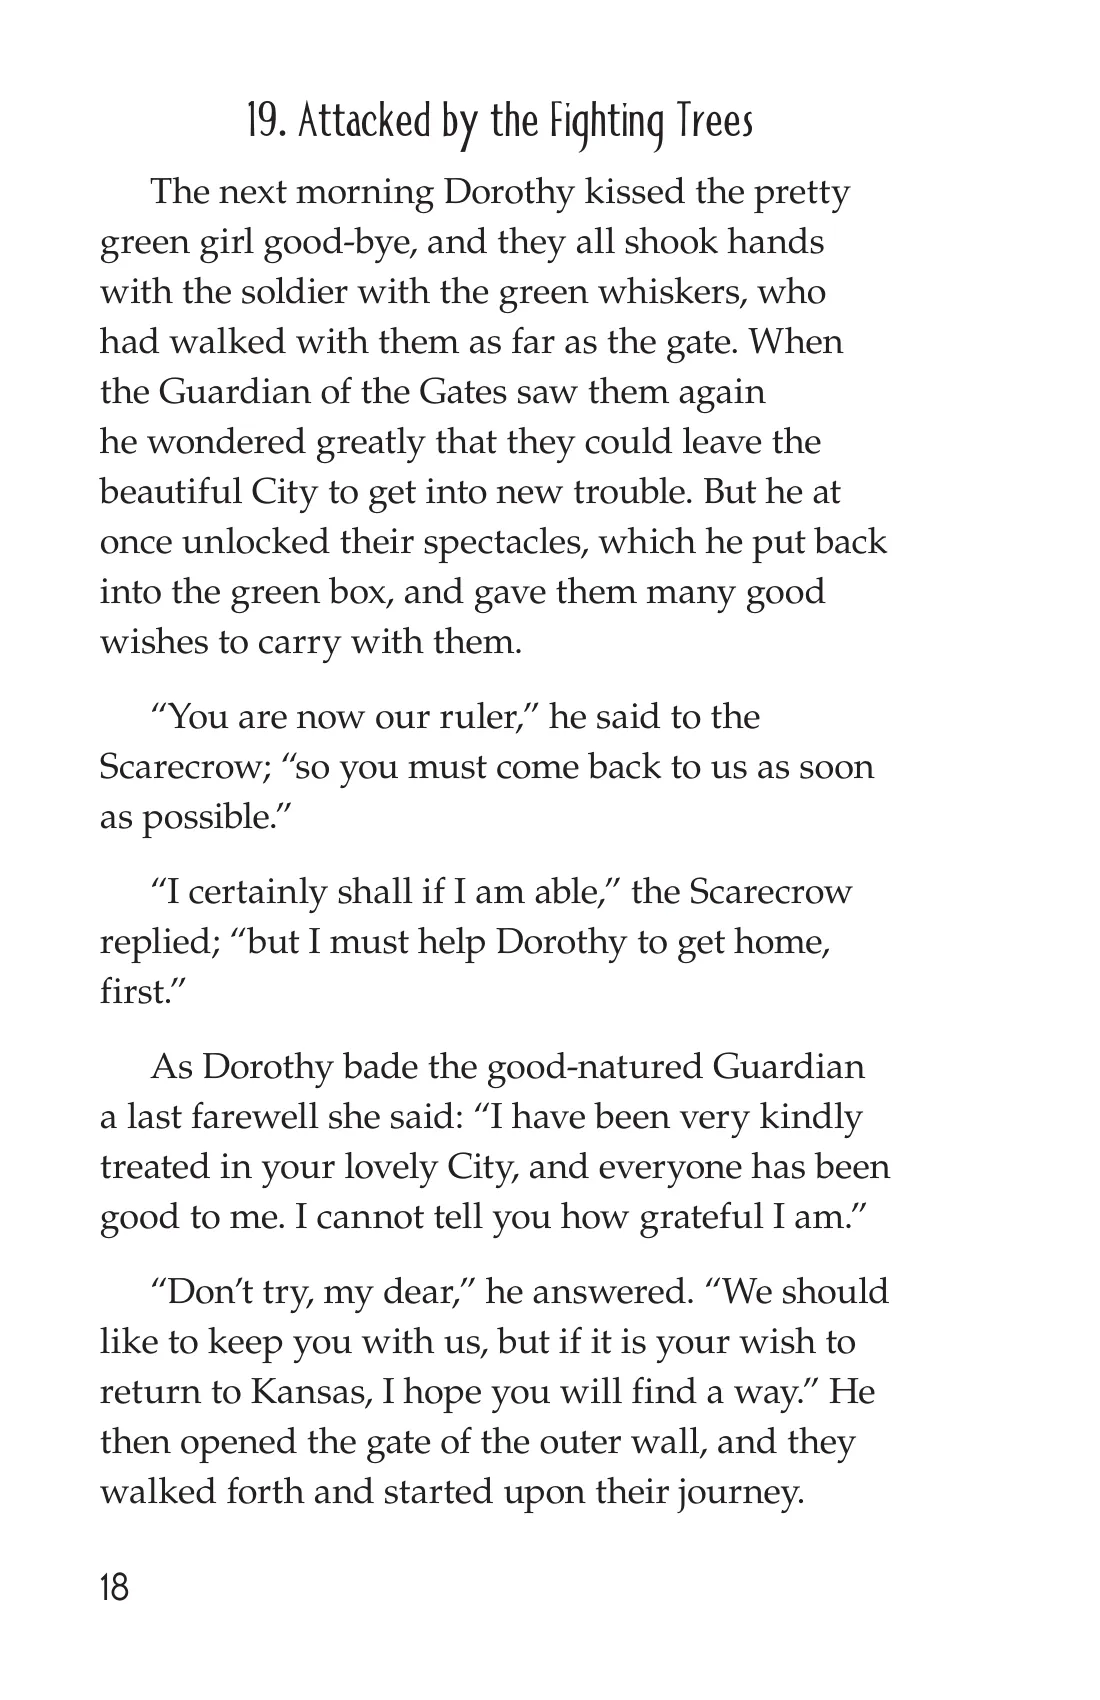 19. Attacked by the Fighting Trees
The next morning Dorothy kissed the pretty
green girl good-bye, and they all shook hands
with the soldier with the green whiskers, who
had walked with them as far as the gate. When
the Guardian of the Gates saw them again
he wondered greatly that they could leave the
beautiful City to get into new trouble. But he at
once unlocked their spectacles, which he put back
into the green box, and gave them many good
wishes to carry with them.
“You are now our ruler,” he said to the
Scarecrow; “so you must come back to us as soon
as possible.”
“I certainly shall if I am able,” the Scarecrow
replied; “but I must help Dorothy to get home,
first.”
As Dorothy bade the good-natured Guardian
a last farewell she said: “I have been very kindly
treated in your lovely City, and everyone has been
good to me. I cannot tell you how grateful I am.”
“Don’t try, my dear,” he answered. “We should
like to keep you with us, but if it is your wish to
return to Kansas, I hope you will find a way.” He
then opened the gate of the outer wall, and they
walked forth and started upon their journey.
18